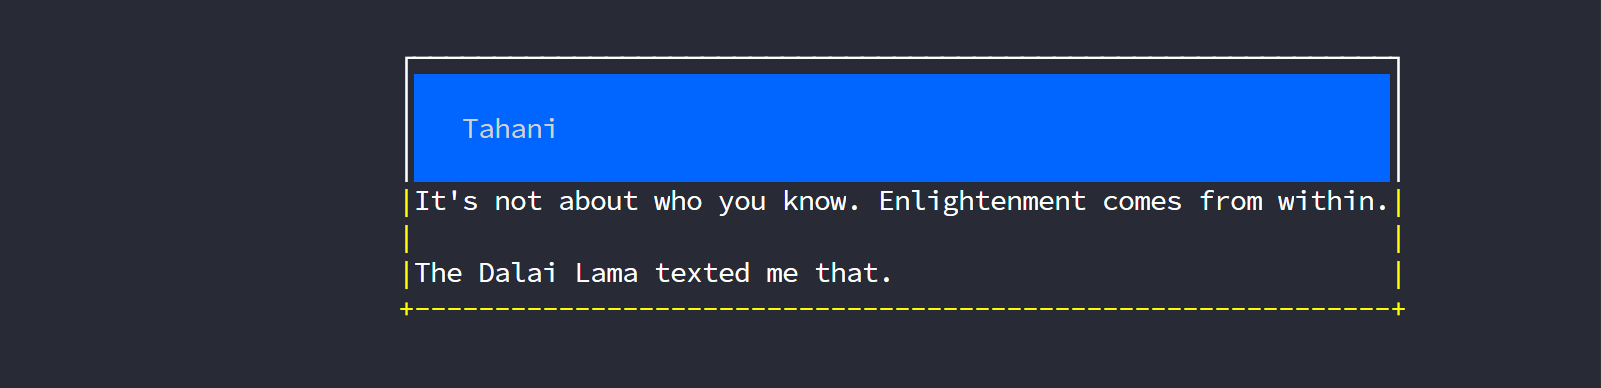 Tahani
It's not about who you know. Enlightenment comes from within.
The Dalai Lama texted me that.